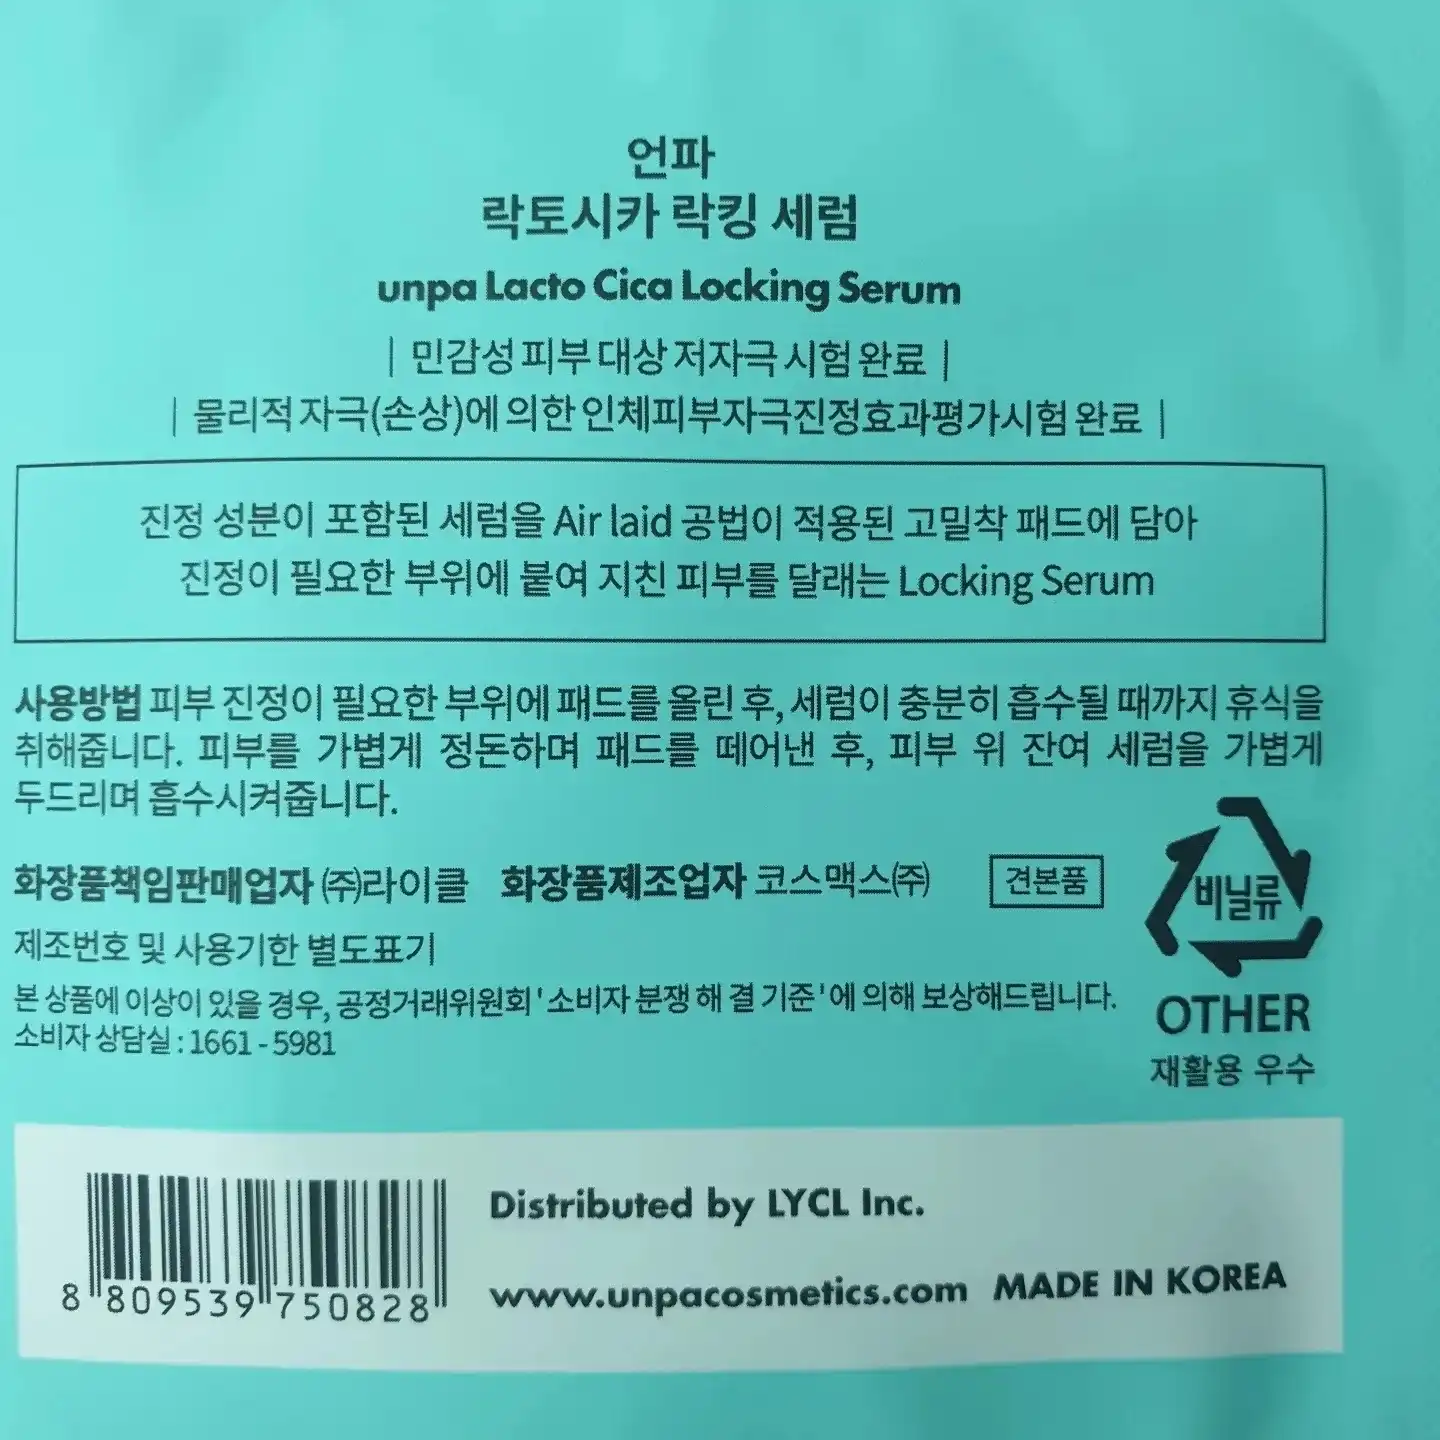 언파
락토시카 락킹 세럼
unpa Lacto Cica Locking Serum
| 민감성 피부 대상 저자극 시험 완료 |
| 물리적 자극(손상)에 의한 인체피부자극진정효과평가시험 완료 |
진정 성분이 포함된 세럼을 Air laid 공법이 적용된 고밀착 패드에 담아
진정이 필요한 부위에 붙여 지친 피부를 달래는 Locking Serum
사용방법 피부 진정이 필요한 부위에 패드를 올린 후, 세럼이 충분히 흡수될 때까지 휴식을
취해줍니다. 피부를 가볍게 정돈하며 패드를 떼어낸 후, 피부 위 잔여 세럼을 가볍게
두드리며 흡수시켜줍니다.
화장품책임판매업자 ㈜라이클 화장품제조업자 코스맥스㈜ 견본품
비닐류
제조번호 및 사용기한 별도표기
본 상품에 이상이 있을 경우, 공정거래위원회 '소비자 분쟁 해결 기준'에 의해 보상해드립니다.
소비자 상담실 : 1661 - 5981
OTHER
재활용 우수
8 809539 750828
Distributed by LYCL Inc.
www.unpacosmetics.com MADE IN KOREA